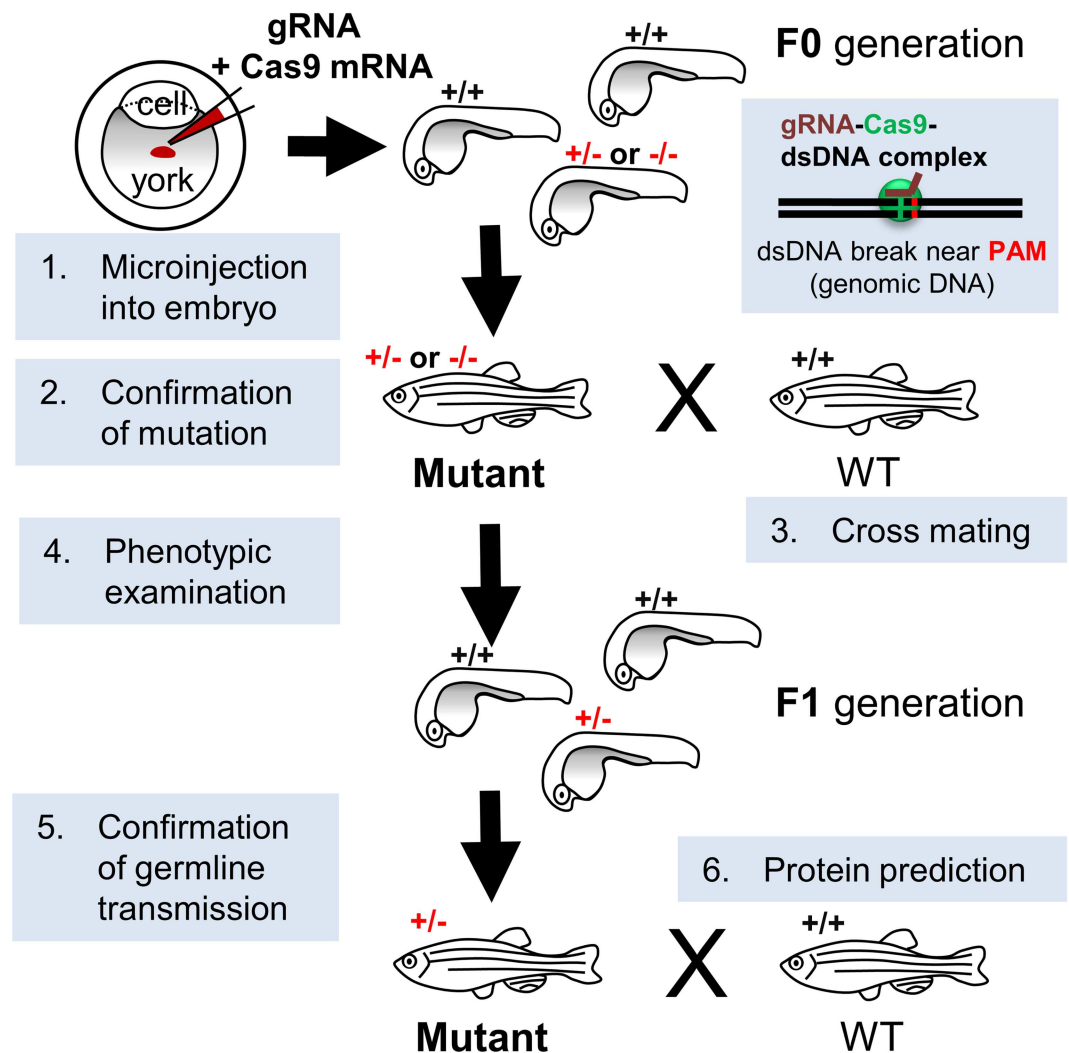 gRNA
+ Cas9 mRNA
cell
york
+/+
+/+
+/- or -/-
F0 generation
gRNA-Cas9-
dsDNA complex
dsDNA break near PAM
(genomic DNA)
1. Microinjection
into embryo
2. Confirmation
of mutation
+/- or -/-
Mutant
X
+/+
WT
3. Cross mating
4. Phenotypic
examination
+/+
+/+
+/-
F1 generation
5. Confirmation
of germline
transmission
6. Protein prediction
+/-
Mutant
X
+/+
WT